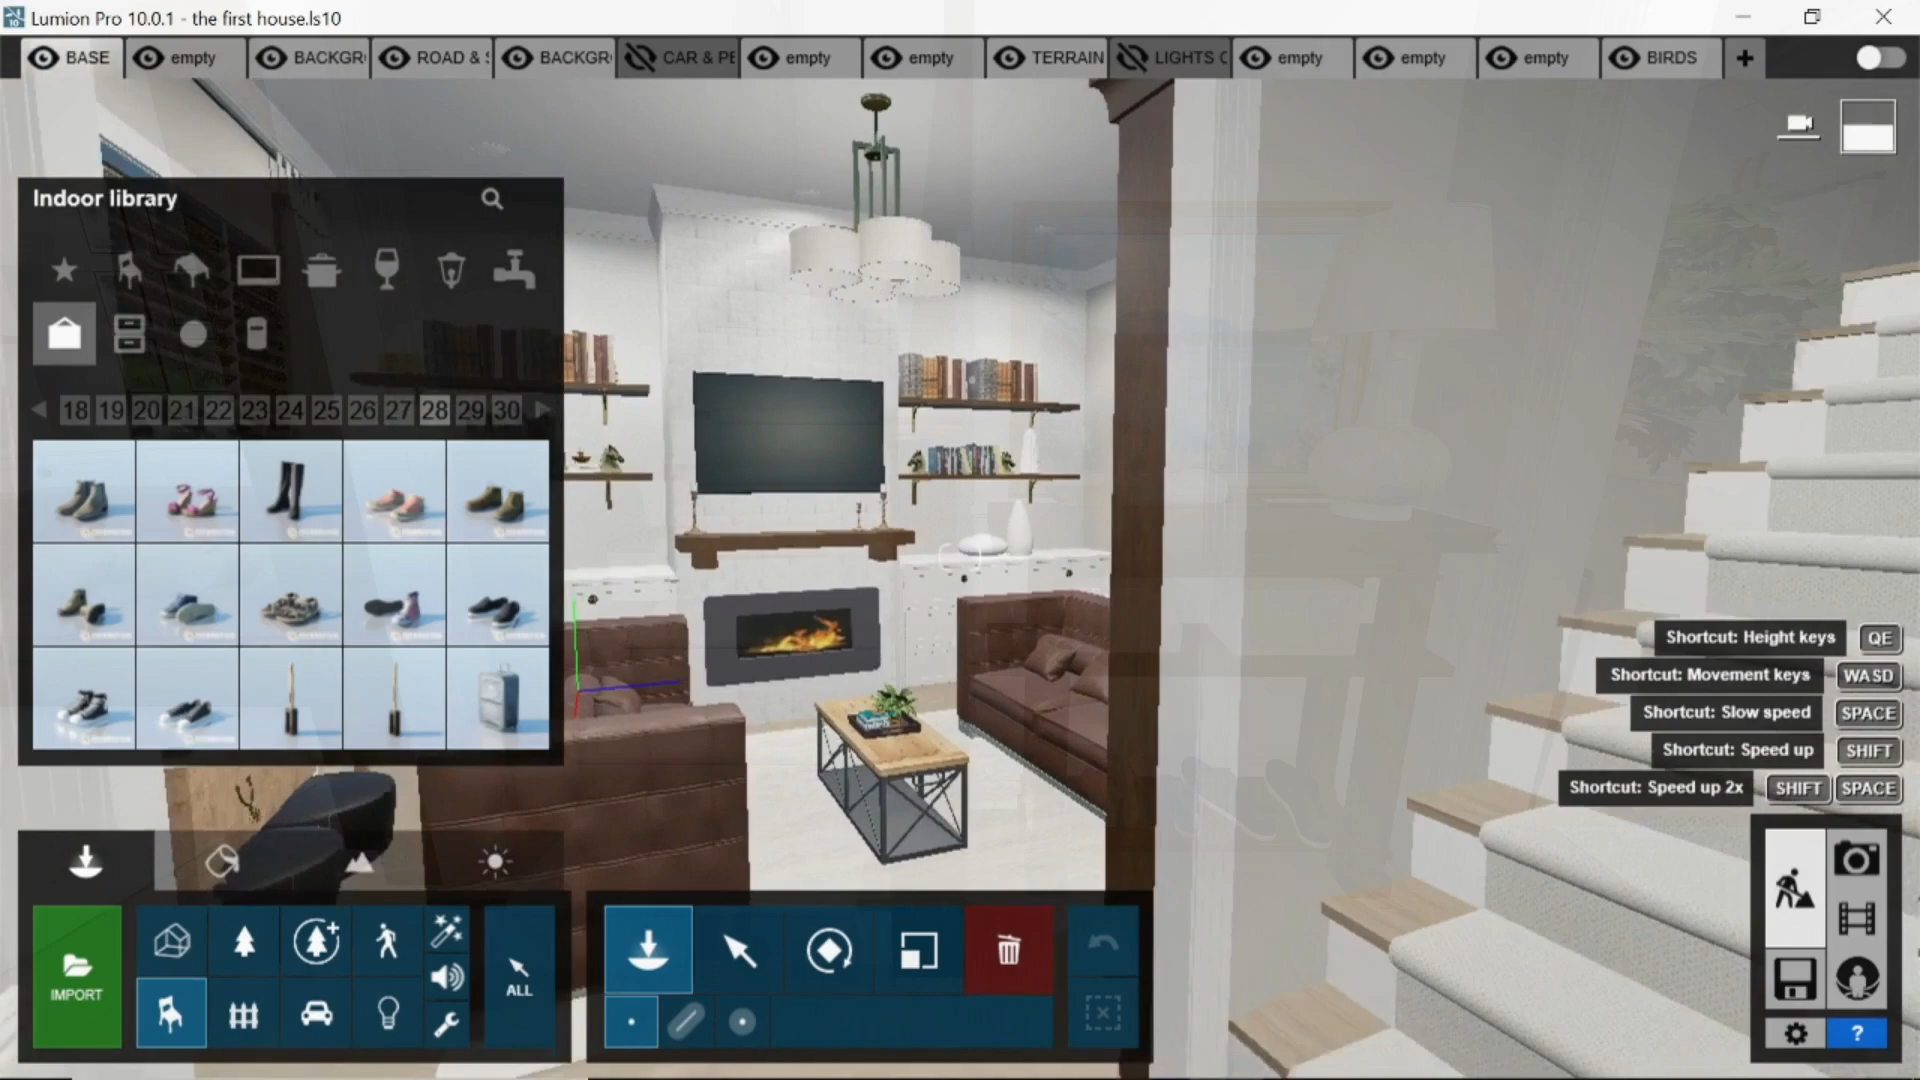 Lumion Pro 10.0.1 - the first house.ls10
BASE
empty
BACKGR
ROAD &
BACKGR
CAR & PE
empty
empty
TERRAIN
LIGHTS
empty
empty
empty
BIRDS
Indoor library
18 19 20 21 22 23 24 25 26 27 28 29 30
Shortcut: Height keys QE
Shortcut: Movement keys WASD
Shortcut: Slow speed SPACE
Shortcut: Speed up SHIFT
Shortcut: Speed up 2x SHIFT SPACE
IMPORT
ALL
?